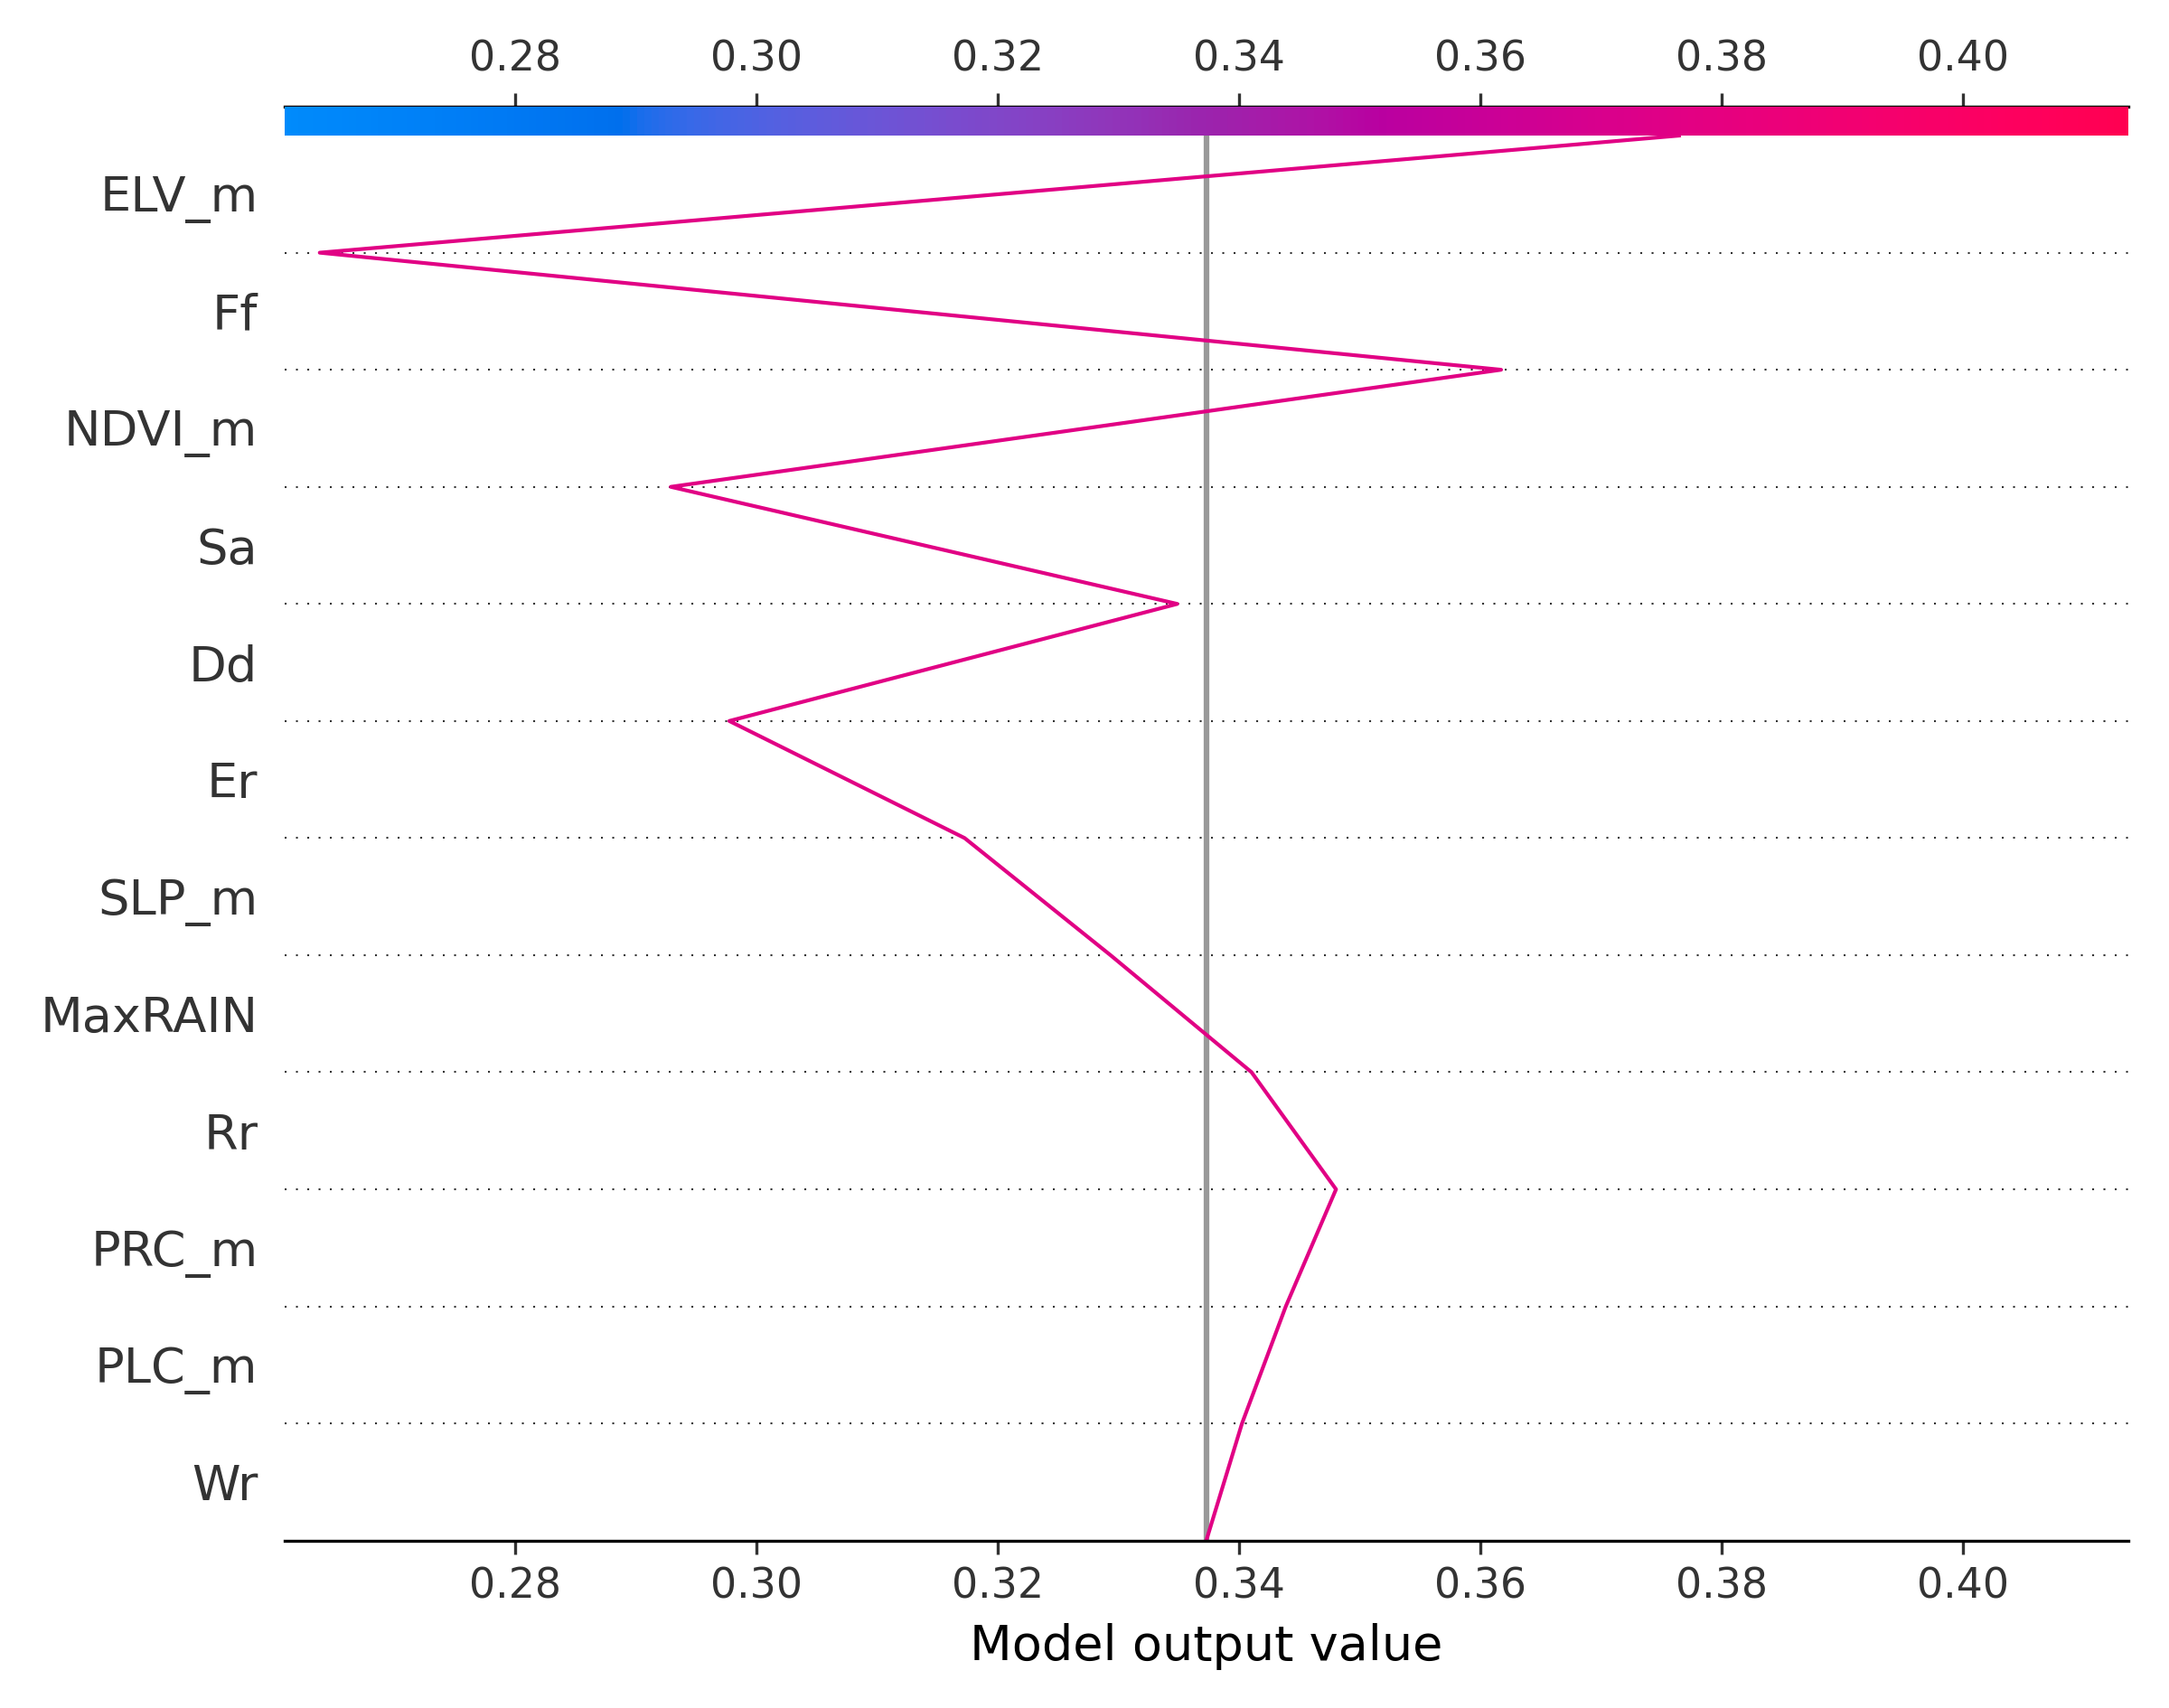 0.28 0.30 0.32 0.34 0.36 0.38 0.40
ELV_m
Ff
NDVI_m
Sa
Dd
Er
SLP_m
MaxRAIN
Rr
PRC_m
PLC_m
Wr
0.28 0.30 0.32 0.34 0.36 0.38 0.40
Model output value